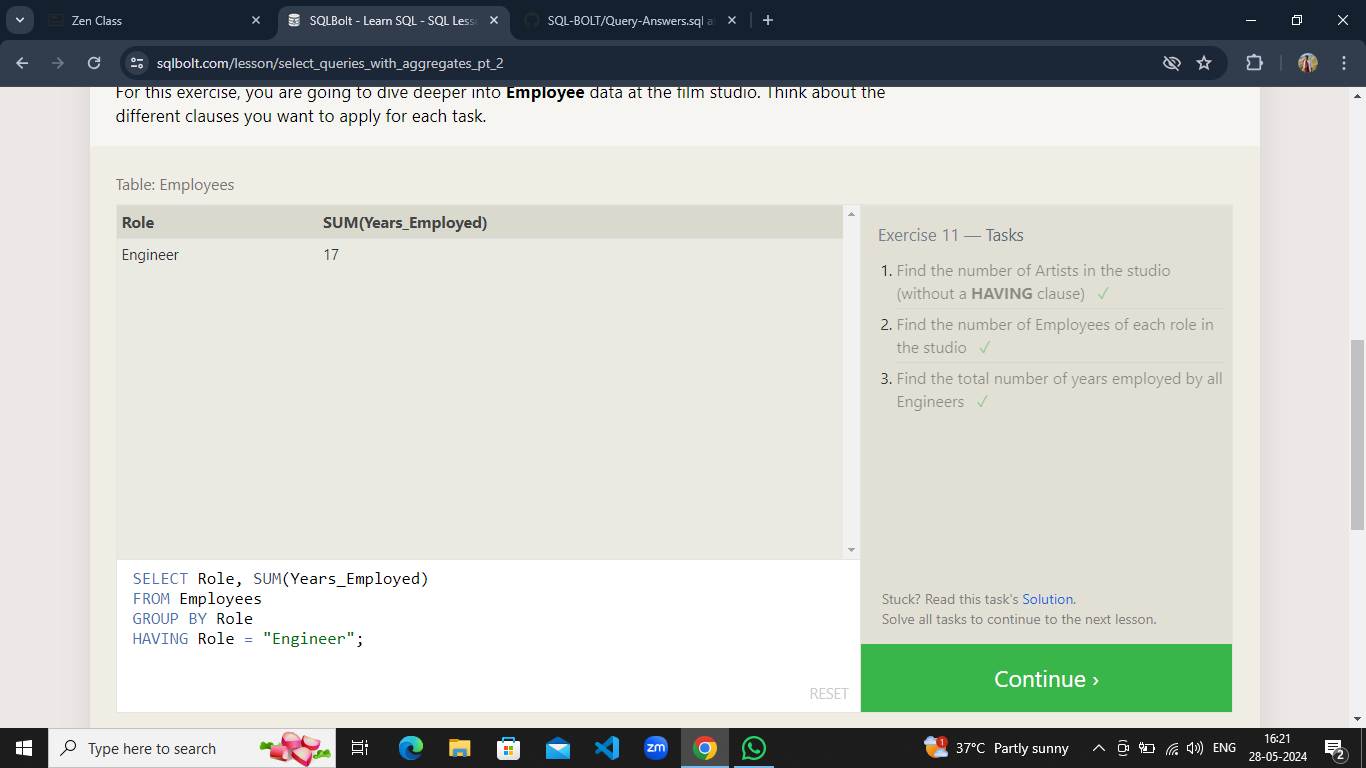 Zen Class
SQLBolt - Learn SQL - SQL Less
SQL-BOLT/Query-Answers.sql a
sqlbolt.com/lesson/select_queries_with_aggregates_pt_2
For this exercise, you are going to dive deeper into Employee data at the film studio. Think about the
different clauses you want to apply for each task.
Table: Employees
Role SUM(Years_Employed)
Engineer 17
Exercise 11 — Tasks
1. Find the number of Artists in the studio
(without a HAVING clause) ✓
2. Find the number of Employees of each role in
the studio ✓
3. Find the total number of years employed by all
Engineers ✓
SELECT Role, SUM(Years_Employed)
FROM Employees
GROUP BY Role
HAVING Role = "Engineer";
RESET
Stuck? Read this task's Solution.
Solve all tasks to continue to the next lesson.
Continue ›
Type here to search
zm
1
37°C Partly sunny
ENG
16:21
28-05-2024
2